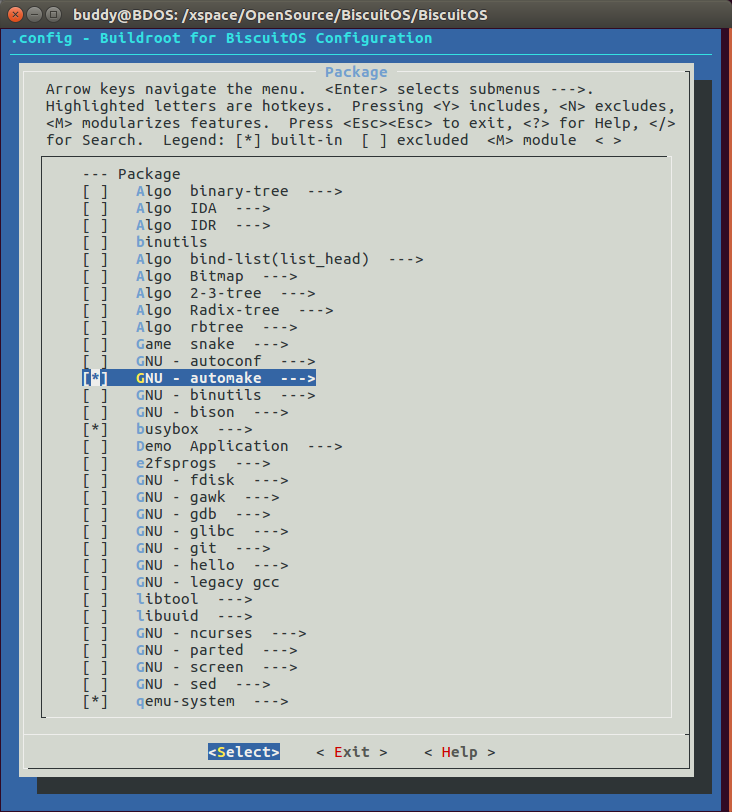 buddy@BDOS: /xspace/OpenSource/BiscuitOS/BiscuitOS
.config - Buildroot for BiscuitOS Configuration
Package
Arrow keys navigate the menu.  <Enter> selects submenus --->.
Highlighted letters are hotkeys.  Pressing <Y> includes, <N> excludes,
<M> modularizes features.  Press <Esc><Esc> to exit, <?> for Help, </>
for Search.  Legend: [*] built-in  [ ] excluded  <M> module  < >
--- Package
[ ]   Algo  binary-tree  --->
[ ]   Algo  IDA  --->
[ ]   Algo  IDR  --->
[ ]   binutils
[ ]   Algo  bind-list(list_head)  --->
[ ]   Algo  Bitmap  --->
[ ]   Algo  2-3-tree  --->
[ ]   Algo  Radix-tree  --->
[ ]   Algo  rbtree  --->
[ ]   Game  snake  --->
[ ]   GNU - autoconf  --->
[*]   GNU - automake  --->
[ ]   GNU - binutils  --->
[ ]   GNU - bison  --->
[*]   busybox  --->
[ ]   Demo  Application  --->
[ ]   e2fsprogs  --->
[ ]   GNU - fdisk  --->
[ ]   GNU - gawk  --->
[ ]   GNU - gdb  --->
[ ]   GNU - glibc  --->
[ ]   GNU - git  --->
[ ]   GNU - hello  --->
[ ]   GNU - legacy gcc
[ ]   libtool  --->
[ ]   libuuid  --->
[ ]   GNU - ncurses  --->
[ ]   GNU - parted  --->
[ ]   GNU - screen  --->
[ ]   GNU - sed  --->
[*]   qemu-system  --->
<Select>    < Exit >    < Help >